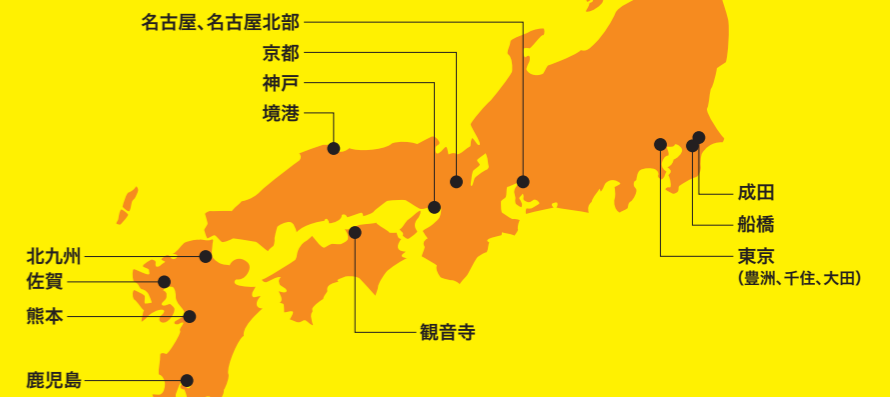 名古屋、名古屋北部
京都
神戸
境港
成田
船橋
東京
(豊洲、千住、大田)
北九州
佐賀
熊本
観音寺
鹿児島